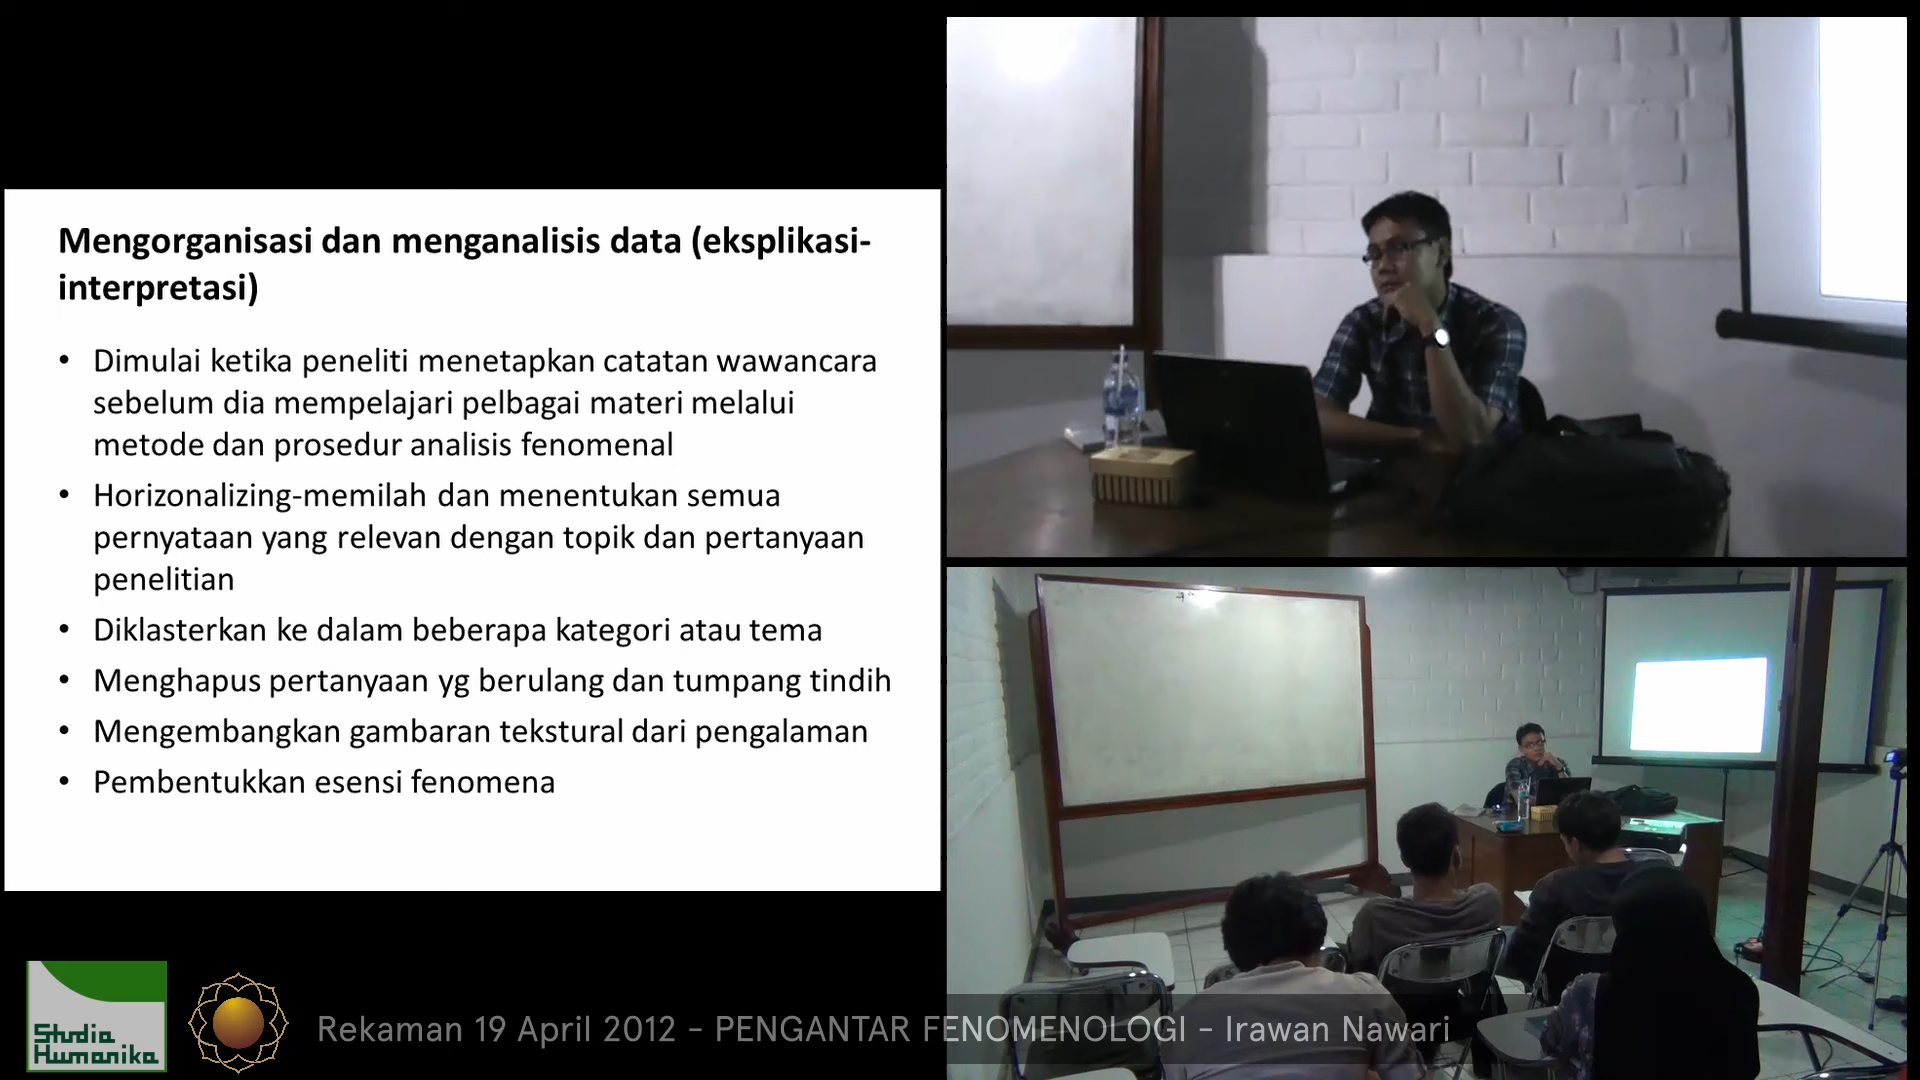 Mengorganisasi dan menganalisis data (eksplikasi-
interpretasi)
• Dimulai ketika peneliti menetapkan catatan wawancara
sebelum dia mempelajari pelbagai materi melalui
metode dan prosedur analisis fenomenal
• Horizonalizing-memilah dan menentukan semua
pernyataan yang relevan dengan topik dan pertanyaan
penelitian
• Diklasterkan ke dalam beberapa kategori atau tema
• Menghapus pertanyaan yg berulang dan tumpang tindih
• Mengembangkan gambaran tekstural dari pengalaman
• Pembentukkan esensi fenomena
Studia
Humanika
Rekaman 19 April 2012 - PENGANTAR FENOMENOLOGI - Irawan Nawari